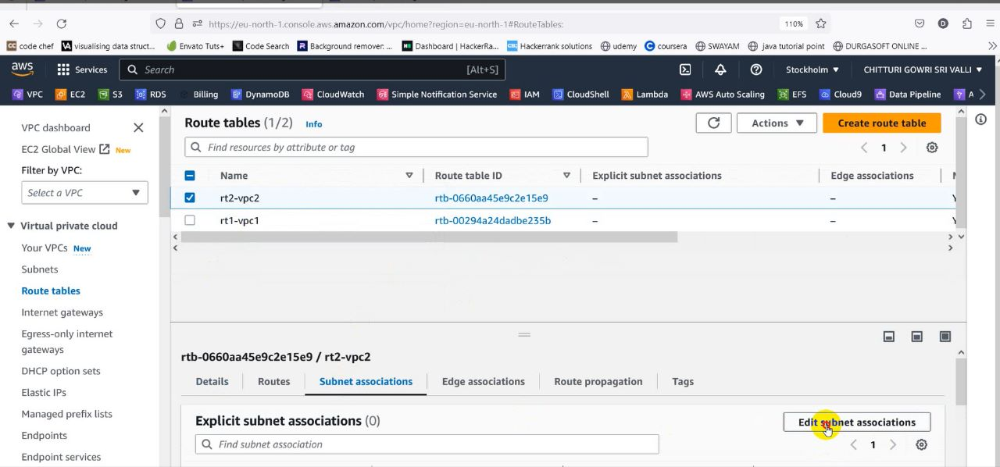 https://eu-north-1.console.aws.amazon.com/vpc/home?region=eu-north-1#RouteTables:
110%
D
CC code chef
VA visualising data struct...
Envato Tuts+
Code Search
R Background remover: ...
Dashboard | HackerRa...
Hackerrank solutions
udemy
coursera
SWAYAM
java tutorial point
DURGASOFT ONLINE ...
aws
Services
Search
[Alt+S]
Stockholm
CHITTURI GOWRI SRI VALLI
VPC
EC2
S3
RDS
Billing
DynamoDB
CloudWatch
Simple Notification Service
IAM
CloudShell
Lambda
AWS Auto Scaling
EFS
Cloud9
Data Pipeline
A
VPC dashboard
EC2 Global View New
Filter by VPC:
Select a VPC
Virtual private cloud
Your VPCs New
Subnets
Route tables
Internet gateways
Egress-only internet
gateways
DHCP option sets
Elastic IPs
Managed prefix lists
Endpoints
Endpoint services
Route tables (1/2) Info
Actions
Create route table
Find resources by attribute or tag
1
Name Route table ID Explicit subnet associations Edge associations
rt2-vpc2 rtb-0660aa45e9c2e15e9 – –
rt1-vpc1 rtb-00294a24dadbe235b – –
rtb-0660aa45e9c2e15e9 / rt2-vpc2
Details
Routes
Subnet associations
Edge associations
Route propagation
Tags
Explicit subnet associations (0)
Edit subnet associations
Find subnet association
1